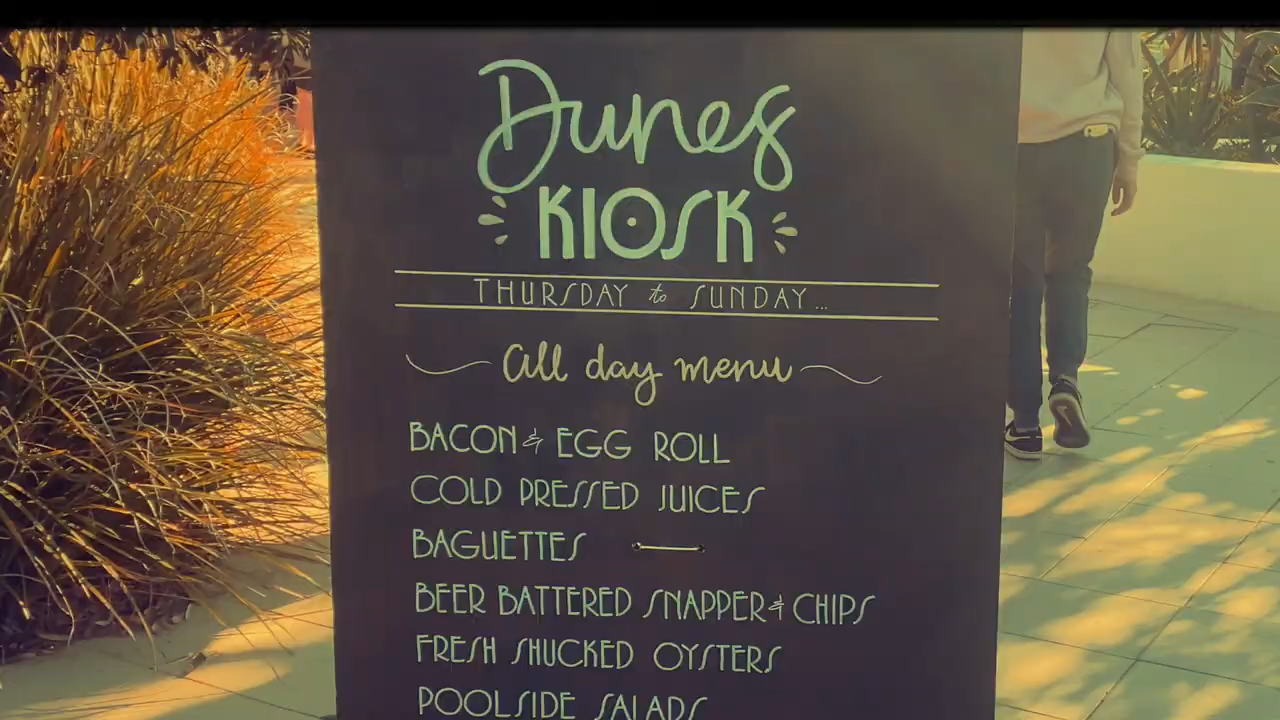 Dunes
KIOSK
THURSDAY to SUNDAY...
All day menu
BACON & EGG ROLL
COLD PRESSED JUICES
BAGUETTES
BEER BATTERED SNAPPER & CHIPS
FRESH SHUCKED OYSTERS
POOLSIDE SALADS